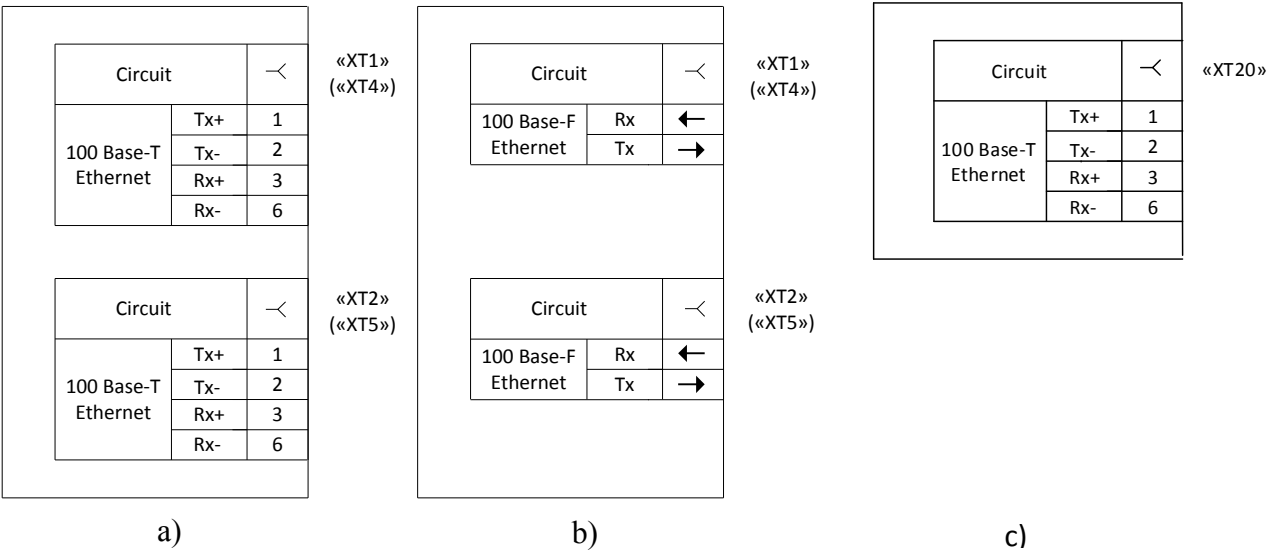 Circuit
«XT1»
(«XT4»)
100 Base-T
Ethernet
Tx+ 1
Tx- 2
Rx+ 3
Rx- 6
Circuit
«XT2»
(«XT5»)
100 Base-T
Ethernet
Tx+ 1
Tx- 2
Rx+ 3
Rx- 6
a)
Circuit
«XT1»
(«XT4»)
100 Base-F
Ethernet
Rx
Tx
Circuit
«XT2»
(«XT5»)
100 Base-F
Ethernet
Rx
Tx
b)
Circuit
«XT20»
100 Base-T
Ethernet
Tx+ 1
Tx- 2
Rx+ 3
Rx- 6
c)